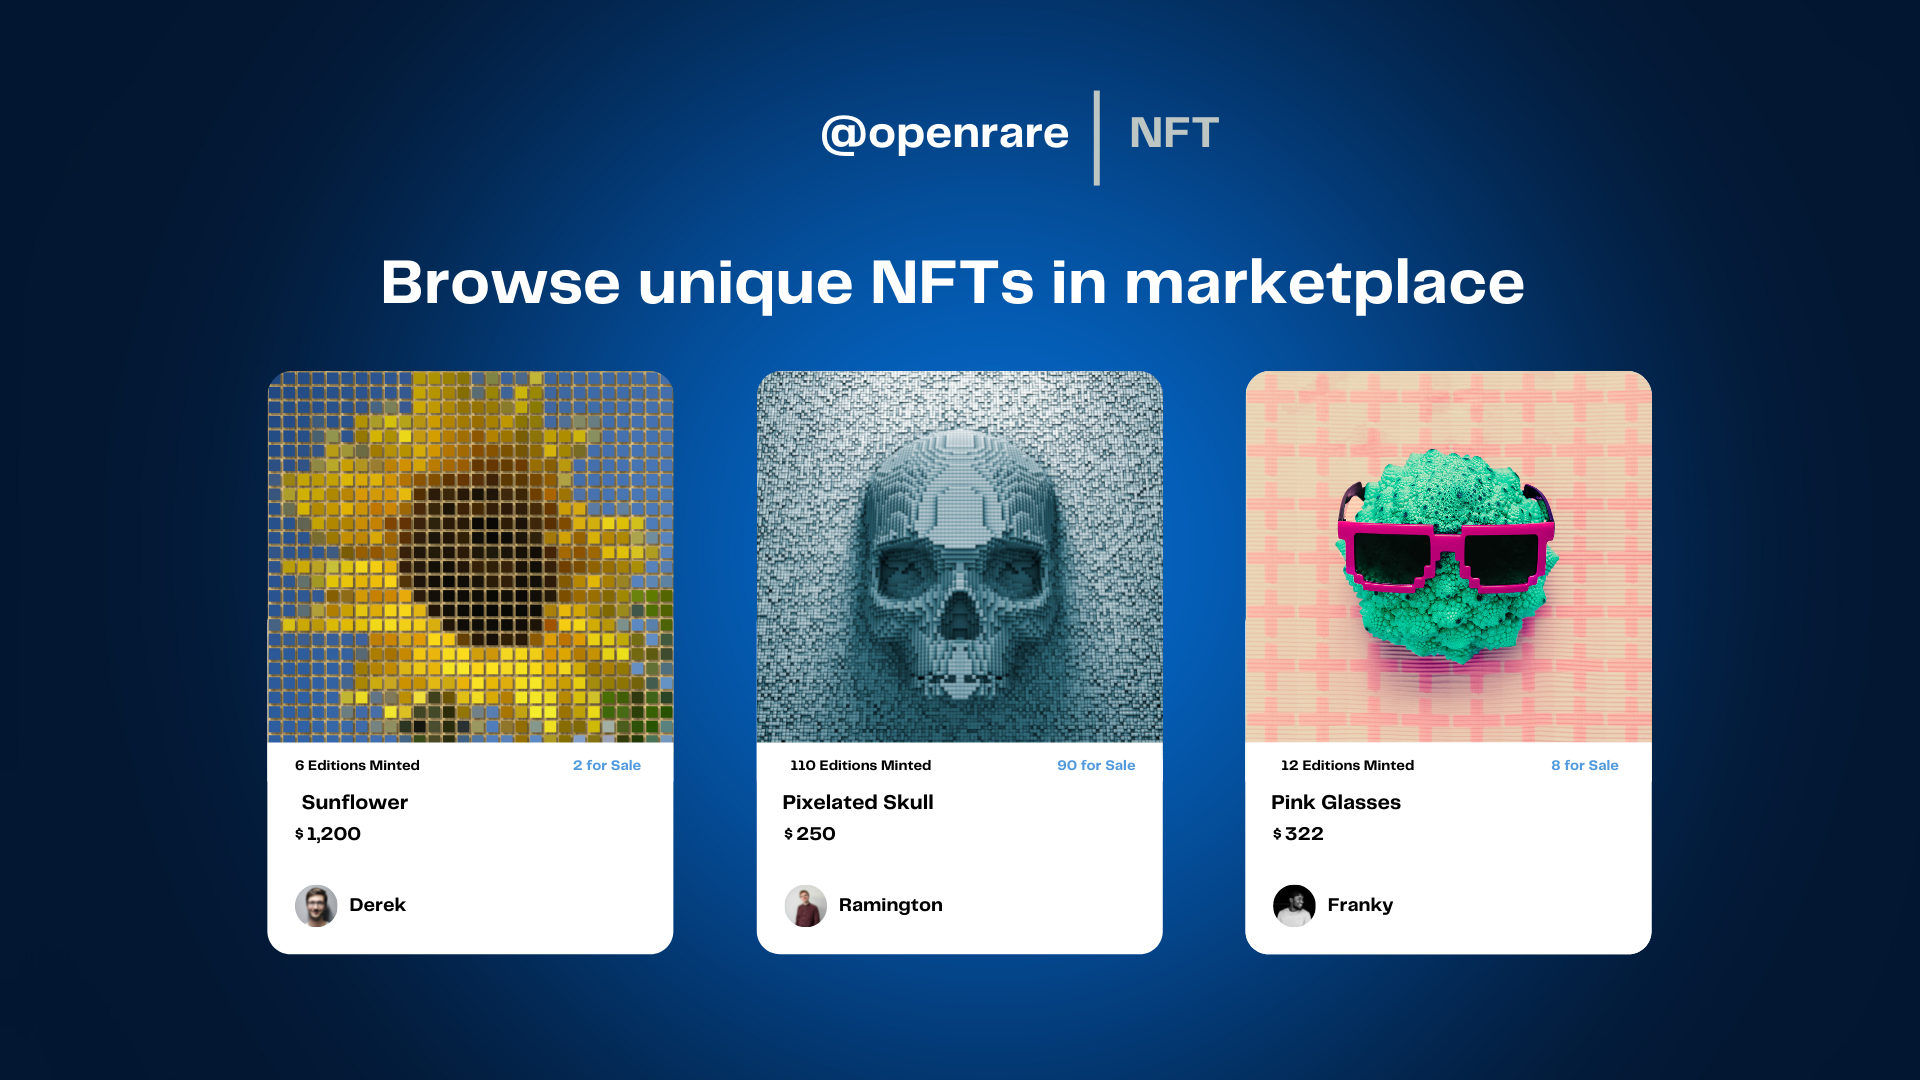 @openrare | NFT
Browse unique NFTs in marketplace
6 Editions Minted 2 for Sale
Sunflower
$ 1,200
Derek
110 Editions Minted 90 for Sale
Pixelated Skull
$ 250
Ramington
12 Editions Minted 8 for Sale
Pink Glasses
$ 322
Franky